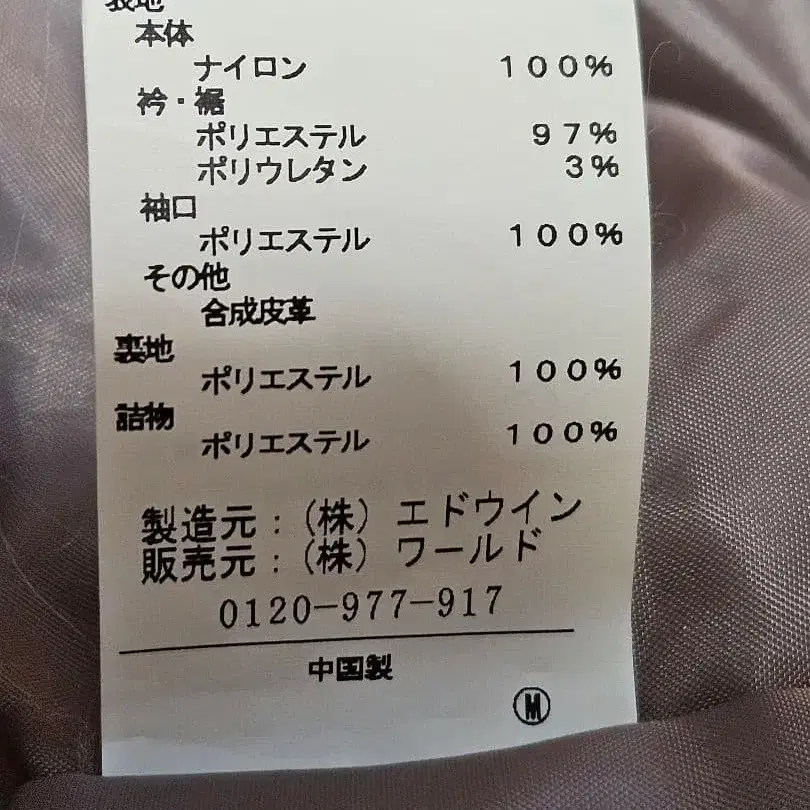 表地
本体
ナイロン 100%
衿・裾
ポリエステル 97%
ポリウレタン 3%
袖口
ポリエステル 100%
その他
合成皮革
裏地
ポリエステル 100%
詰物
ポリエステル 100%
製造元:(株)エドウイン
販売元:(株)ワールド
0120-977-917
中国製
Ⓜ